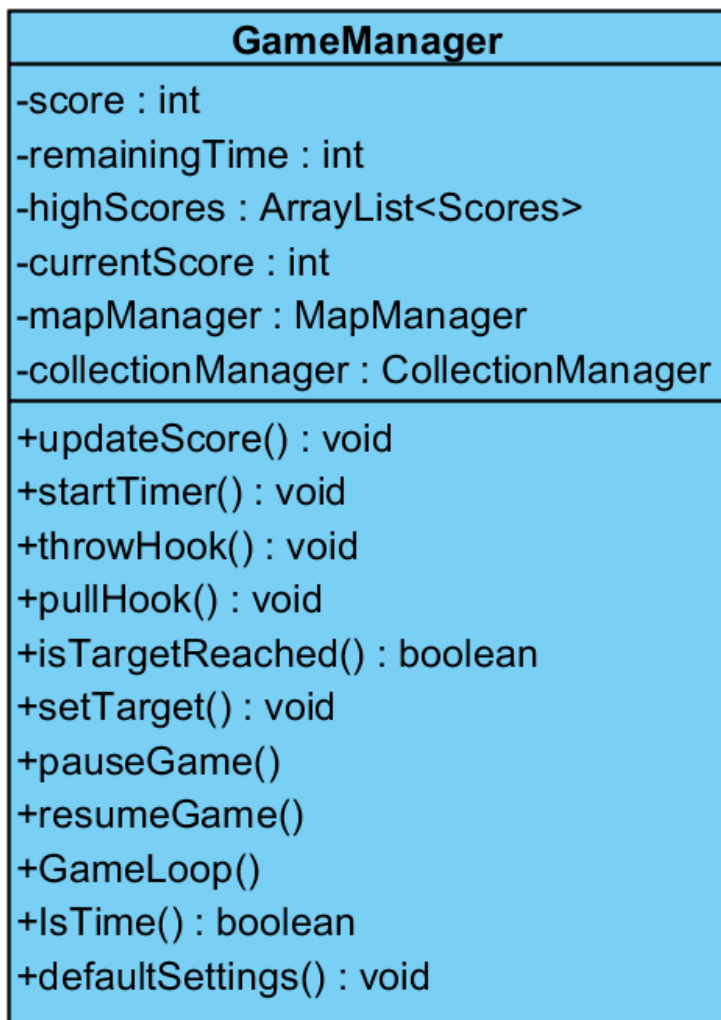 GameManager
-score : int
-remainingTime : int
-highScores : ArrayList<Scores>
-currentScore : int
-mapManager : MapManager
-collectionManager : CollectionManager
+updateScore() : void
+startTimer() : void
+throwHook() : void
+pullHook() : void
+isTargetReached() : boolean
+setTarget() : void
+pauseGame()
+resumeGame()
+GameLoop()
+IsTime() : boolean
+defaultSettings() : void